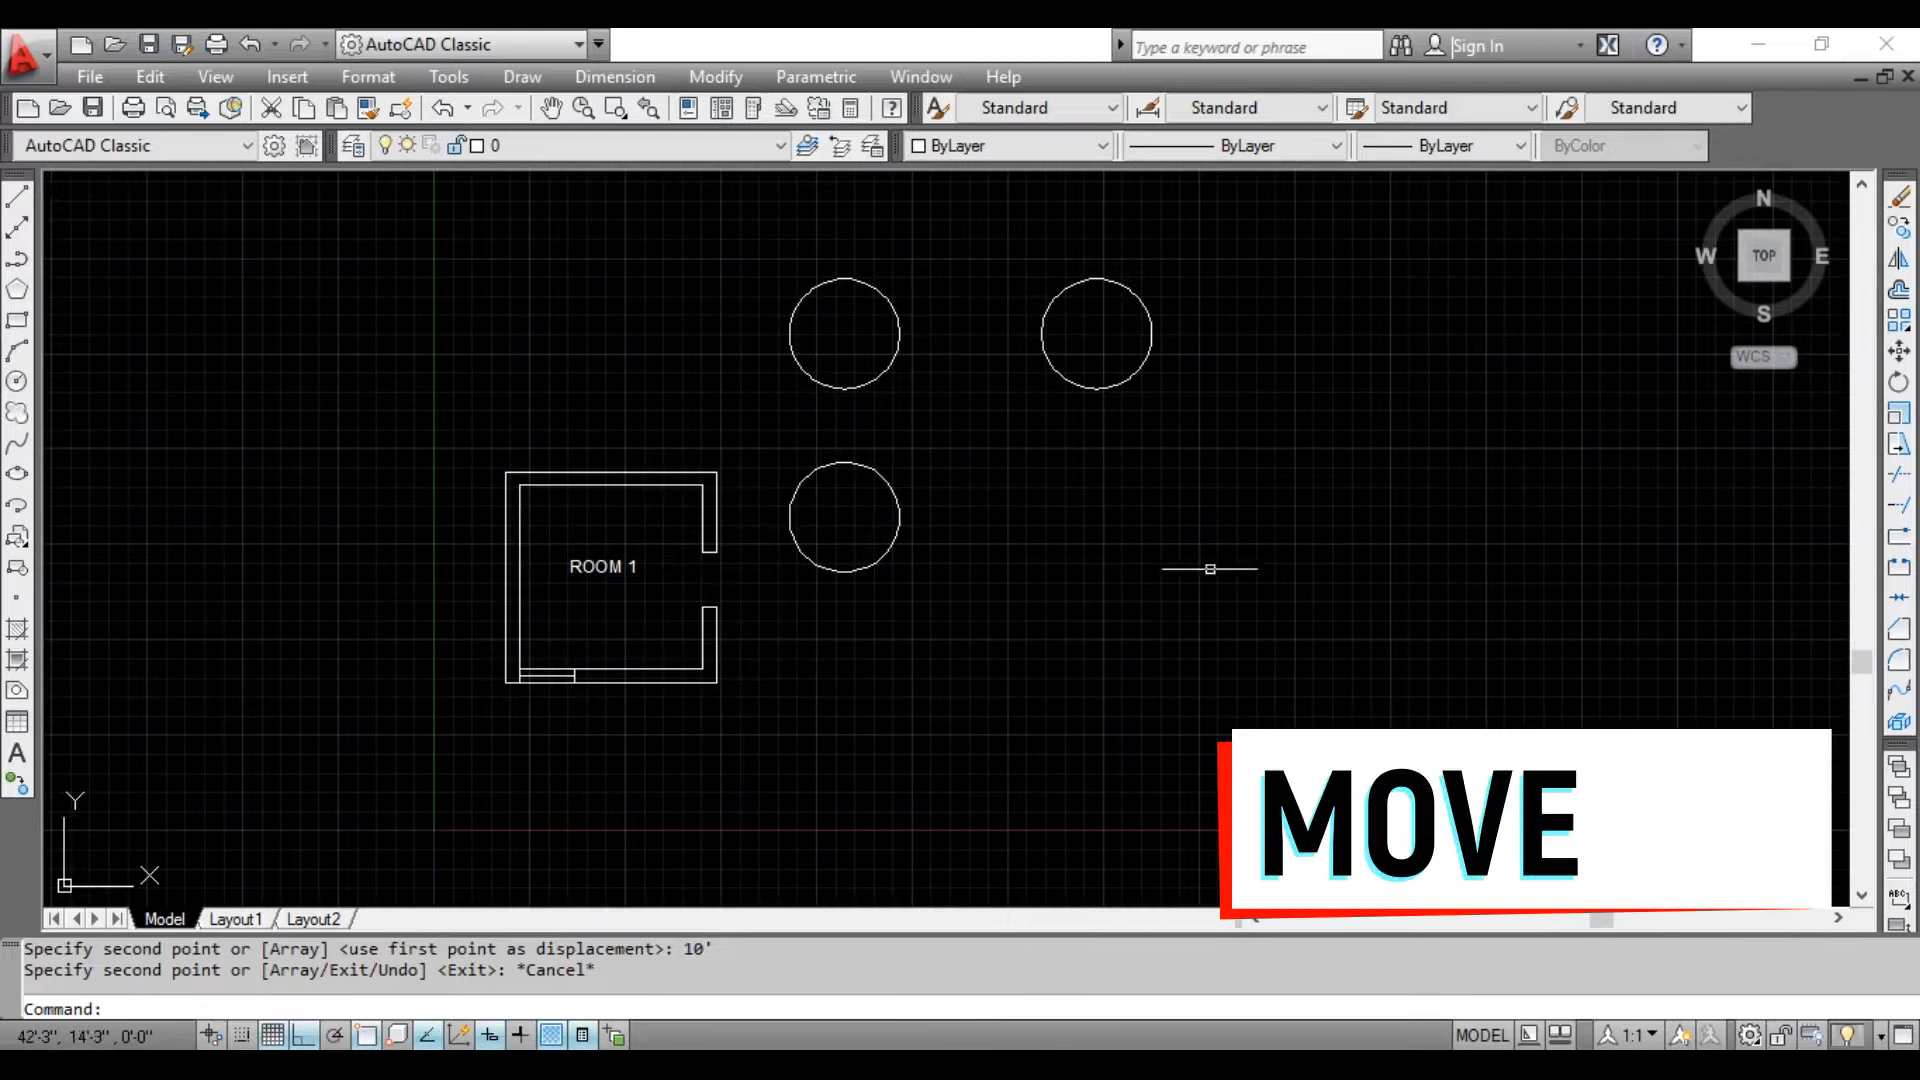 AutoCAD Classic
Type a keyword or phrase
Sign In
File Edit View Insert Format Tools Draw Dimension Modify Parametric Window Help
Standard Standard Standard Standard
AutoCAD Classic 0 ByLayer ByLayer ByLayer ByColor
N
W TOP E
S
WCS
ROOM 1
MOVE
Y
X
Model Layout1 Layout2
Specify second point or [Array] <use first point as displacement>: 10'
Specify second point or [Array/Exit/Undo] <Exit>: *Cancel*
Command:
42'-3", 14'-3" , 0'-0" MODEL 1:1
A
ABC